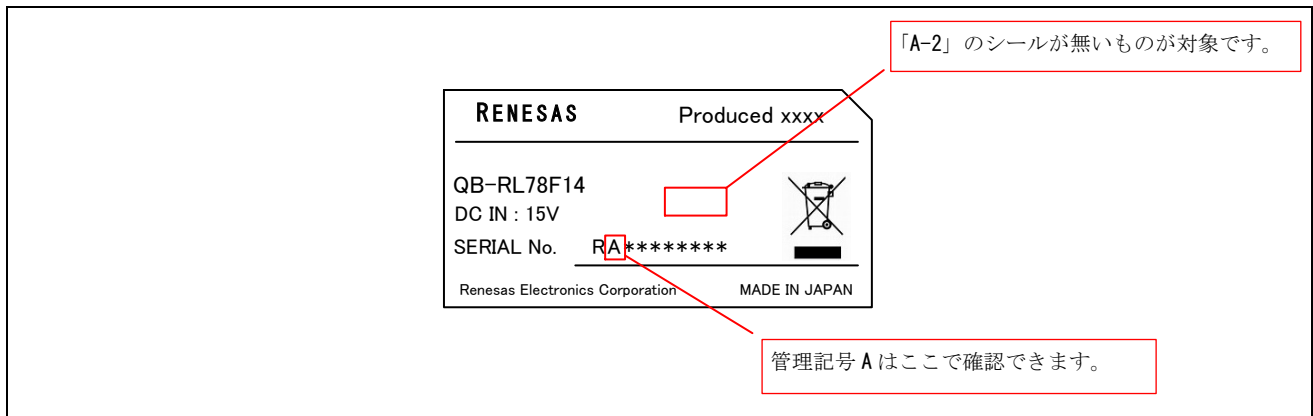 「A-2」のシールが無いものが対象です。
RENESAS Produced xxxx
QB-RL78F14
DC IN : 15V
SERIAL No. RA********
Renesas Electronics Corporation MADE IN JAPAN
管理記号 A はここで確認できます。